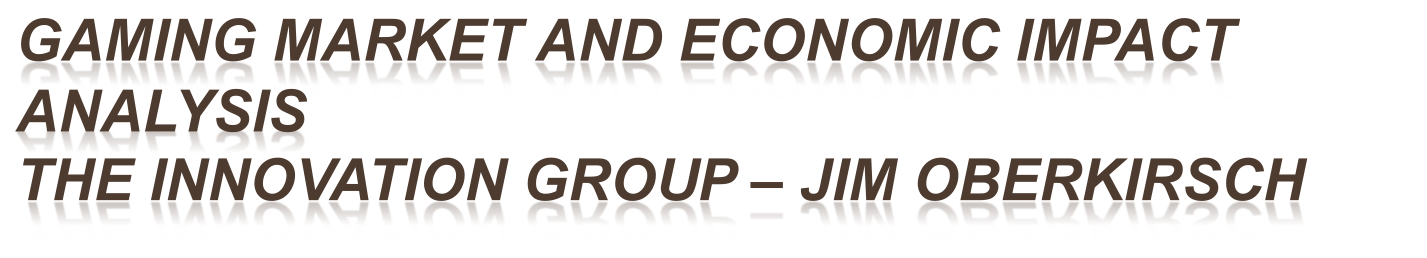 GAMING MARKET AND ECONOMIC IMPACT
ANALYSIS
THE INNOVATION GROUP – JIM OBERKIRSCH